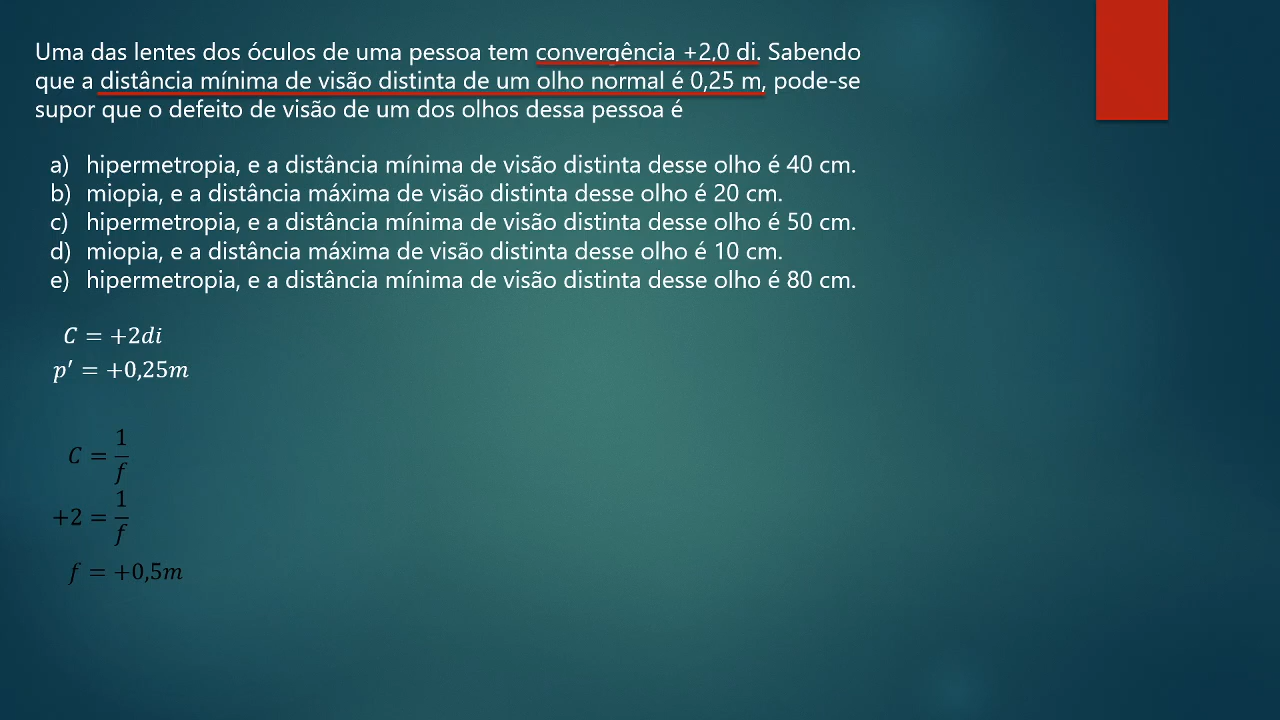 Uma das lentes dos óculos de uma pessoa tem convergência +2,0 di. Sabendo
que a distância mínima de visão distinta de um olho normal é 0,25 m, pode-se
supor que o defeito de visão de um dos olhos dessa pessoa é
a) hipermetropia, e a distância mínima de visão distinta desse olho é 40 cm.
b) miopia, e a distância máxima de visão distinta desse olho é 20 cm.
c) hipermetropia, e a distância mínima de visão distinta desse olho é 50 cm.
d) miopia, e a distância máxima de visão distinta desse olho é 10 cm.
e) hipermetropia, e a distância mínima de visão distinta desse olho é 80 cm.
C = +2di
p′ = +0,25m
C = 1/f
+2 = 1/f
f = +0,5m